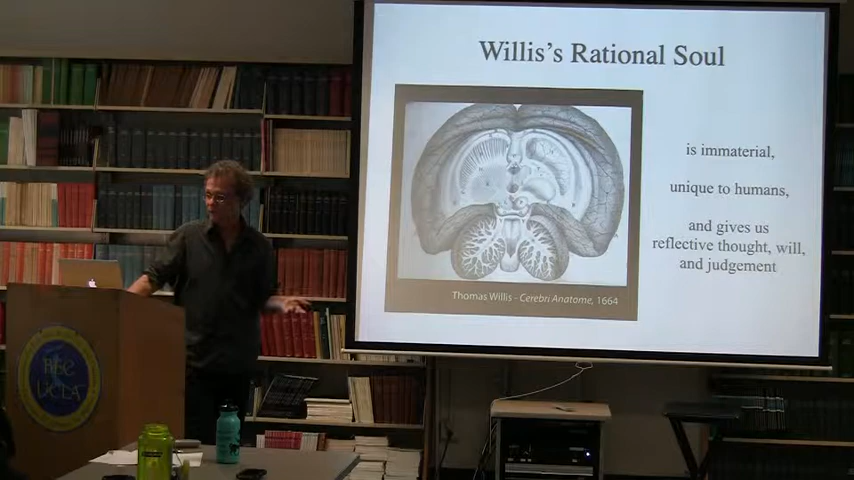 Willis's Rational Soul
is immaterial,
unique to humans,
and gives us
reflective thought, will,
and judgement
Thomas Willis - Cerebri Anatome, 1664
UCLA